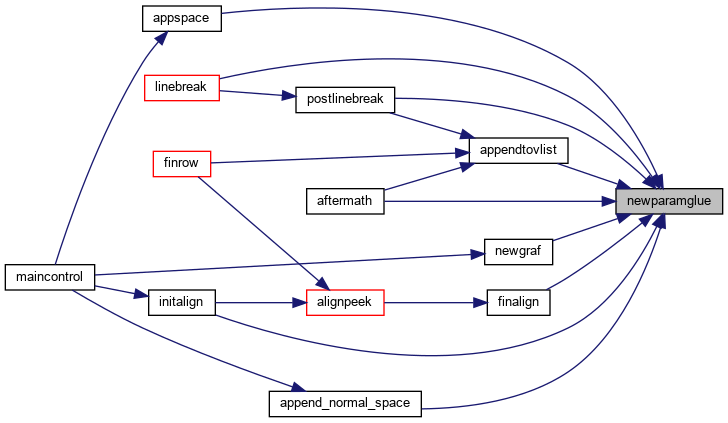 appspace
linebreak
postlinebreak
appendtovlist
finrow
newparamglue
aftermath
newgraf
maincontrol
initalign
alignpeek
finalign
append_normal_space